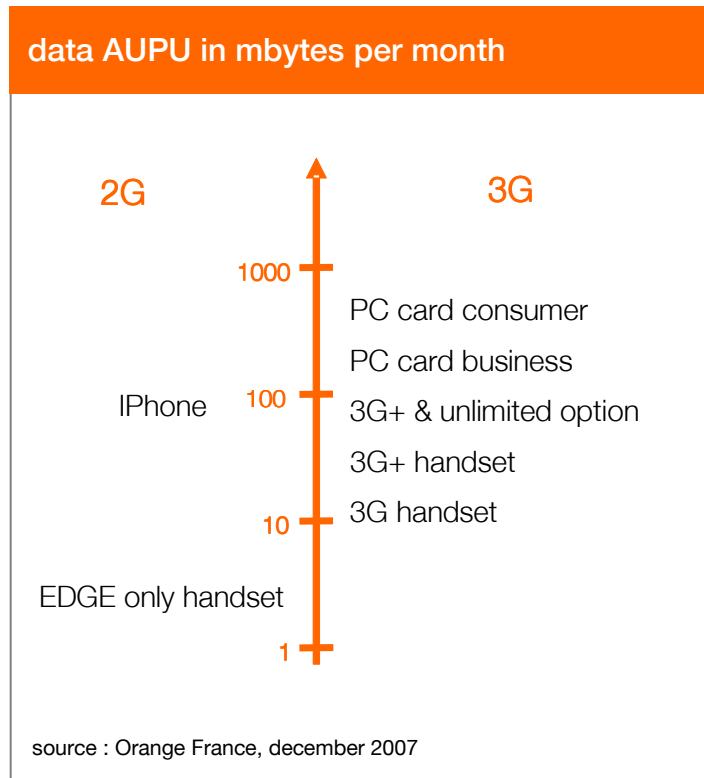 data AUPU in mbytes per month
2G
3G
1000
PC card consumer
PC card business
IPhone
100
3G+ & unlimited option
3G+ handset
10
3G handset
EDGE only handset
1
source : Orange France, december 2007